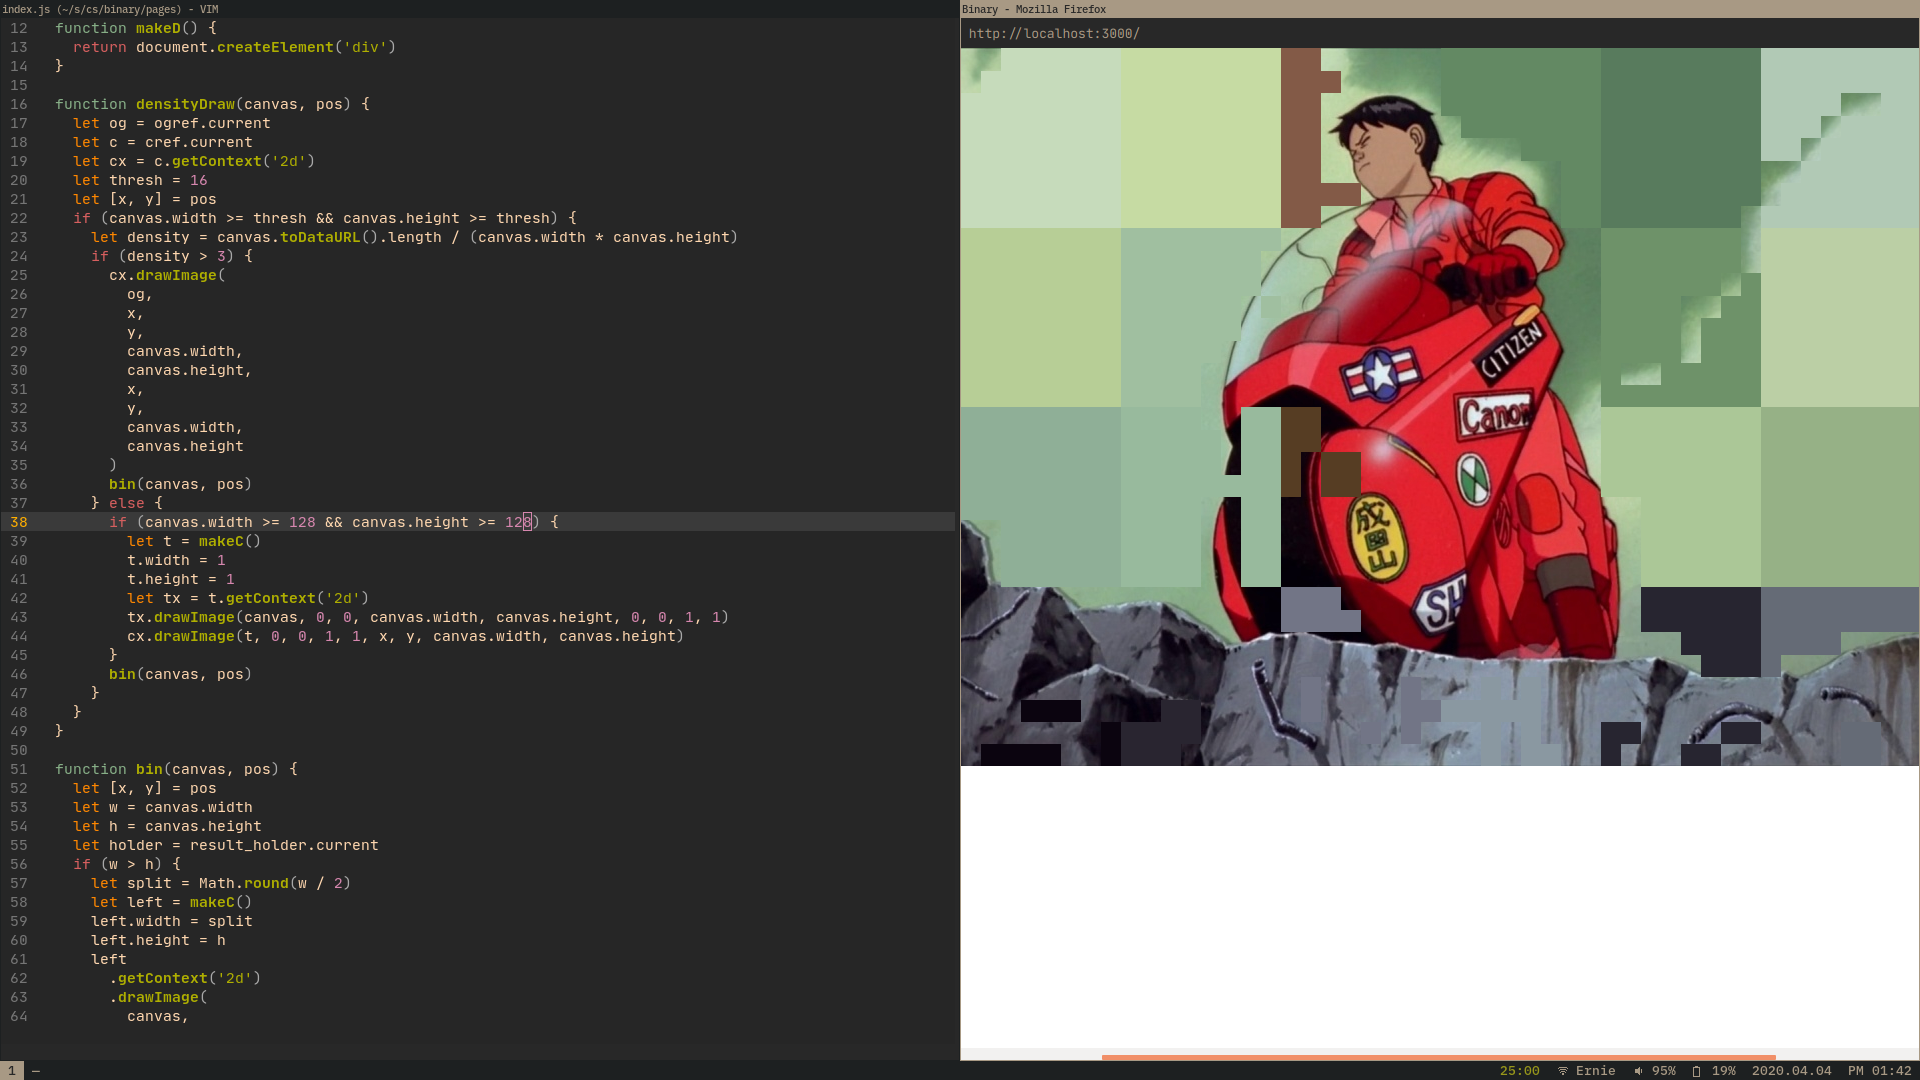 index.js (~/s/cs/binary/pages) - VIM
12 function makeD() {
13 return document.createElement('div')
14 }
15
16 function densityDraw(canvas, pos) {
17 let og = ogref.current
18 let c = cref.current
19 let cx = c.getContext('2d')
20 let thresh = 16
21 let [x, y] = pos
22 if (canvas.width >= thresh && canvas.height >= thresh) {
23 let density = canvas.toDataURL().length / (canvas.width * canvas.height)
24 if (density > 3) {
25 cx.drawImage(
26 og,
27 x,
28 y,
29 canvas.width,
30 canvas.height,
31 x,
32 y,
33 canvas.width,
34 canvas.height
35 )
36 bin(canvas, pos)
37 } else {
38 if (canvas.width >= 128 && canvas.height >= 128) {
39 let t = makeC()
40 t.width = 1
41 t.height = 1
42 let tx = t.getContext('2d')
43 tx.drawImage(canvas, 0, 0, canvas.width, canvas.height, 0, 0, 1, 1)
44 cx.drawImage(t, 0, 0, 1, 1, x, y, canvas.width, canvas.height)
45 }
46 bin(canvas, pos)
47 }
48 }
49 }
50
51 function bin(canvas, pos) {
52 let [x, y] = pos
53 let w = canvas.width
54 let h = canvas.height
55 let holder = result_holder.current
56 if (w > h) {
57 let split = Math.round(w / 2)
58 let left = makeC()
59 left.width = split
60 left.height = h
61 left
62 .getContext('2d')
63 .drawImage(
64 canvas,
Binary - Mozilla Firefox
http://localhost:3000/
CITIZEN
Canon
成田山
SH
1 —
25:00 Ernie 95% 19% 2020.04.04 PM 01:42